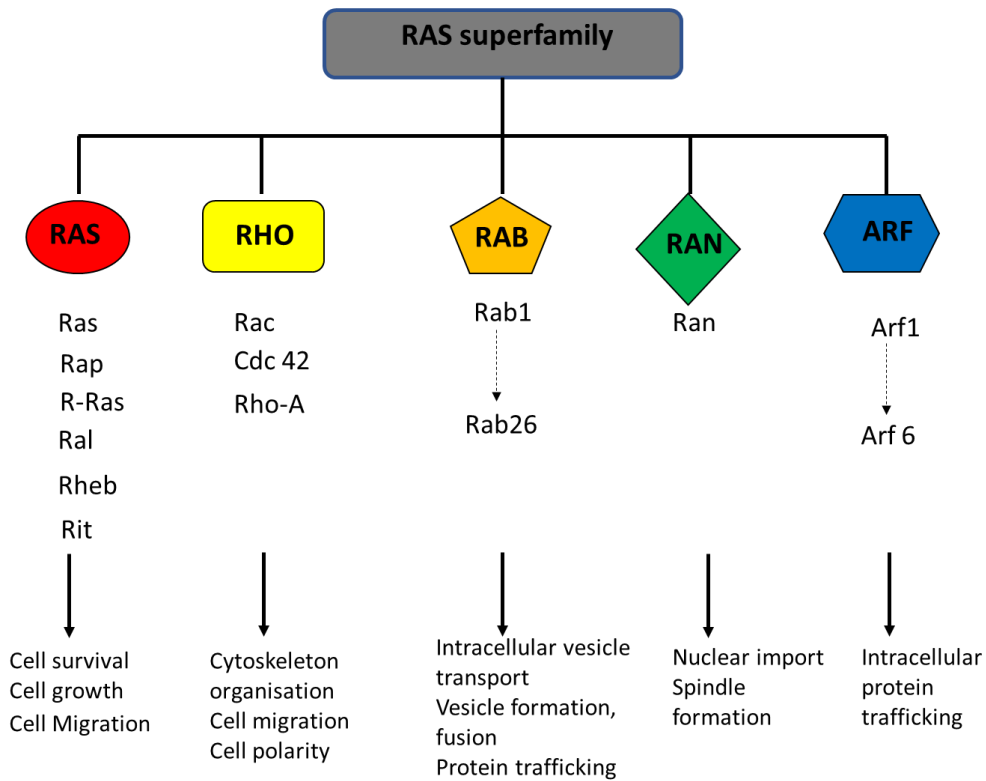 RAS superfamily
RAS
RHO
RAB
RAN
ARF
Ras
Rap
R-Ras
Ral
Rheb
Rit
Rac
Cdc 42
Rho-A
Rab1
Rab26
Ran
Arf1
Arf 6
Cell survival
Cell growth
Cell Migration
Cytoskeleton
organisation
Cell migration
Cell polarity
Intracellular vesicle
transport
Vesicle formation,
fusion
Protein trafficking
Nuclear import
Spindle
formation
Intracellular
protein
trafficking